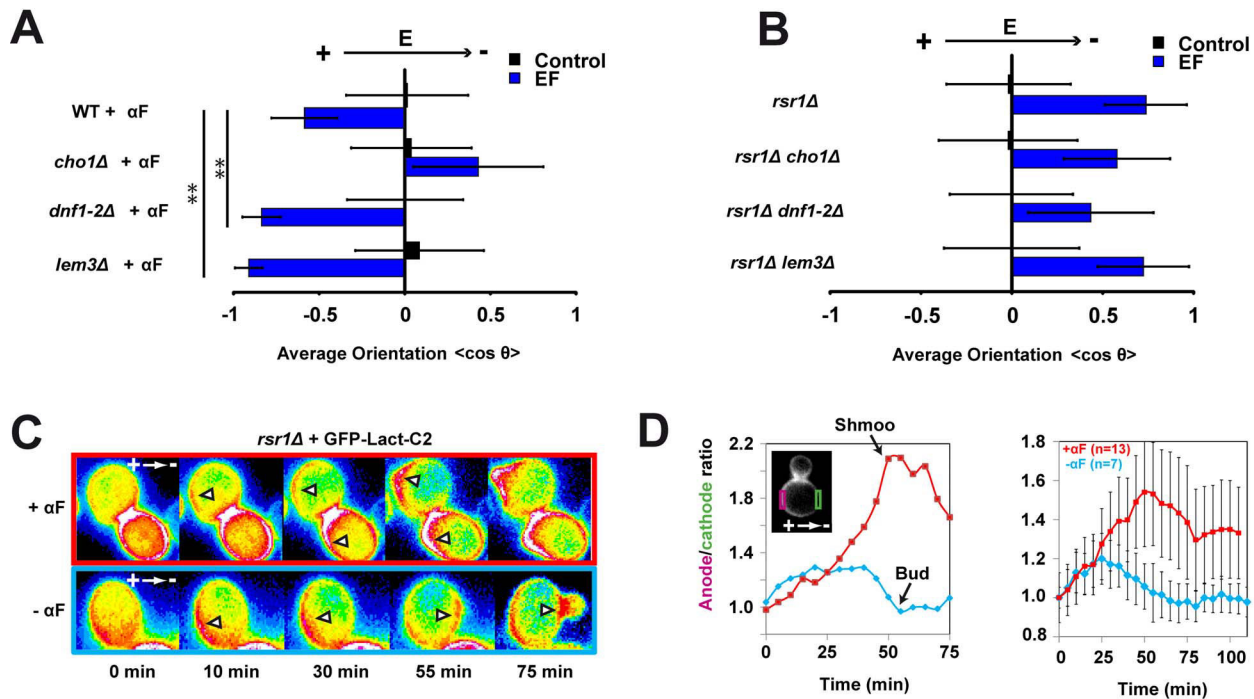 A
E
+ -
Control
EF
WT + αF
cho1Δ + αF
dnf1-2Δ + αF
lem3Δ + αF
**
**
-1 -0.5 0 0.5 1
Average Orientation <cos θ>
B
E
+ -
Control
EF
rsr1Δ
rsr1Δ cho1Δ
rsr1Δ dnf1-2Δ
rsr1Δ lem3Δ
-1 -0.5 0 0.5 1
Average Orientation <cos θ>
C
rsr1Δ + GFP-Lact-C2
+ αF
+ -
- αF
+ -
0 min 10 min 30 min 55 min 75 min
D
Anode/cathode ratio
2.2
1.8
1.4
1.0
0 25 50 75
Time (min)
Shmoo
Bud
+ -
1.8
1.6
1.4
1.2
1.0
0.8
+αF (n=13)
-αF (n=7)
0 25 50 75 100
Time (min)